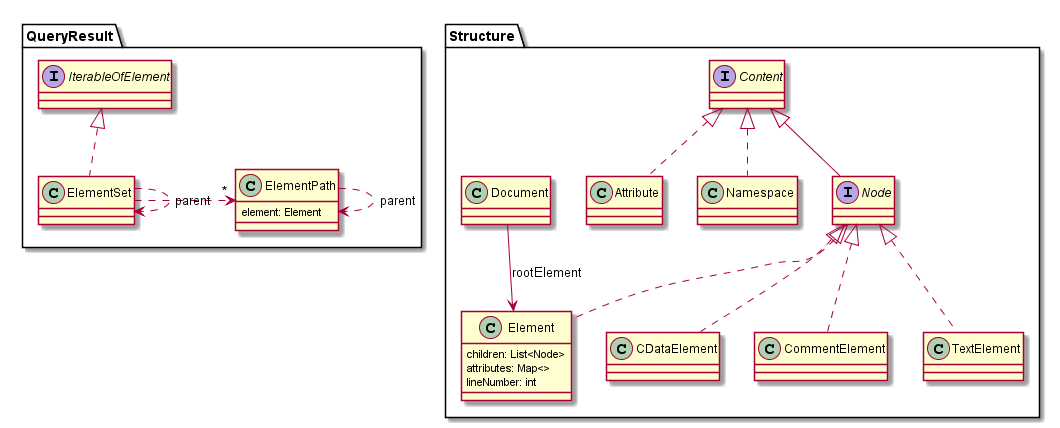 QueryResult
I IterableOfElement
C ElementSet
parent
*
C ElementPath
element: Element
parent
Structure
I Content
C Document
C Attribute
C Namespace
I Node
rootElement
C Element
children: List<Node>
attributes: Map<>
lineNumber: int
C CDataElement
C CommentElement
C TextElement